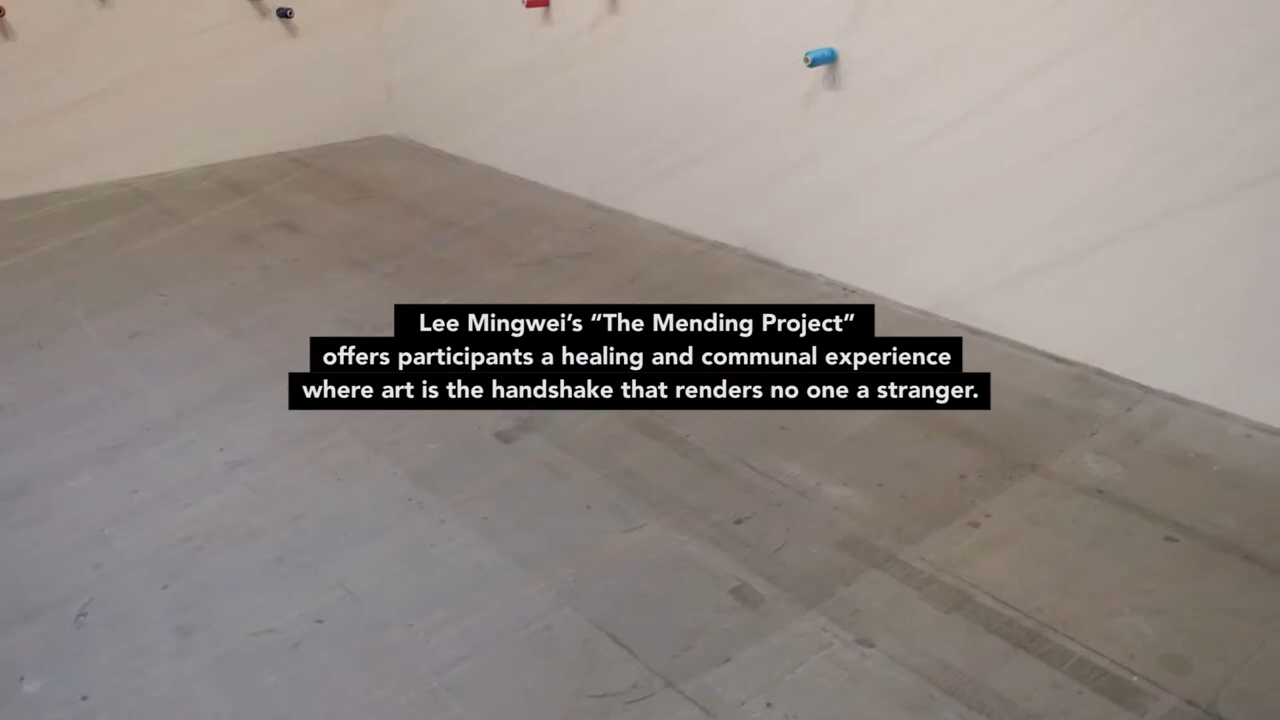 Lee Mingwei’s “The Mending Project”
offers participants a healing and communal experience
where art is the handshake that renders no one a stranger.